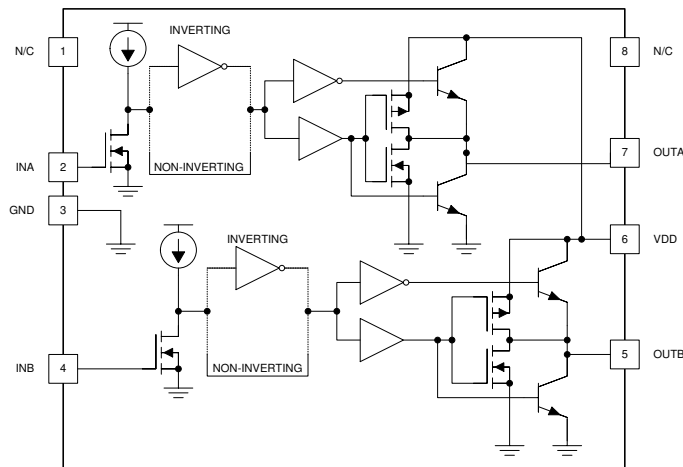 INVERTING
N/C 1
8 N/C
INA 2
NON-INVERTING
7 OUTA
GND 3
INVERTING
6 VDD
INB 4
NON-INVERTING
5 OUTB